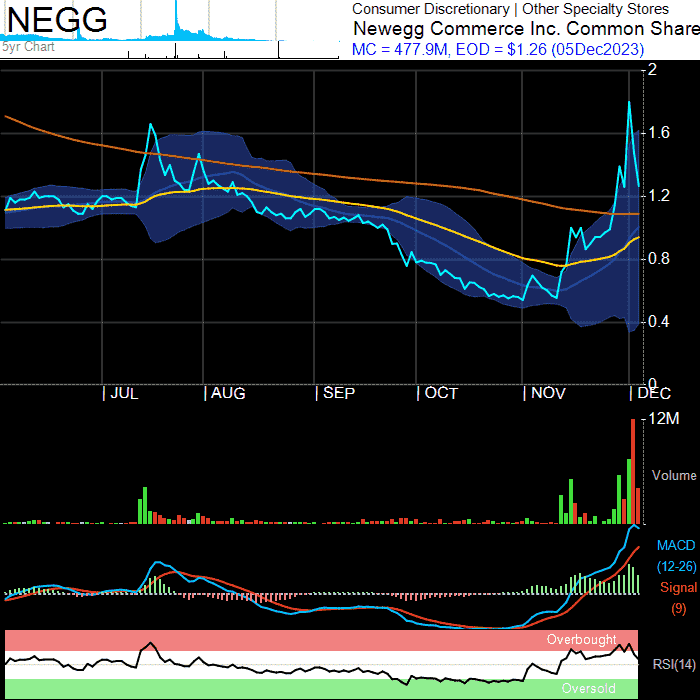 NEGG
Consumer Discretionary | Other Specialty Stores
Newegg Commerce Inc. Common Share
MC = 477.9M, EOD = $1.26 (05Dec2023)
5yr Chart
2
1.6
1.2
0.8
0.4
0
| JUL | AUG | SEP | OCT | NOV | DEC
12M
Volume
MACD
(12-26)
Signal
(9)
Overbought
RSI(14)
Oversold